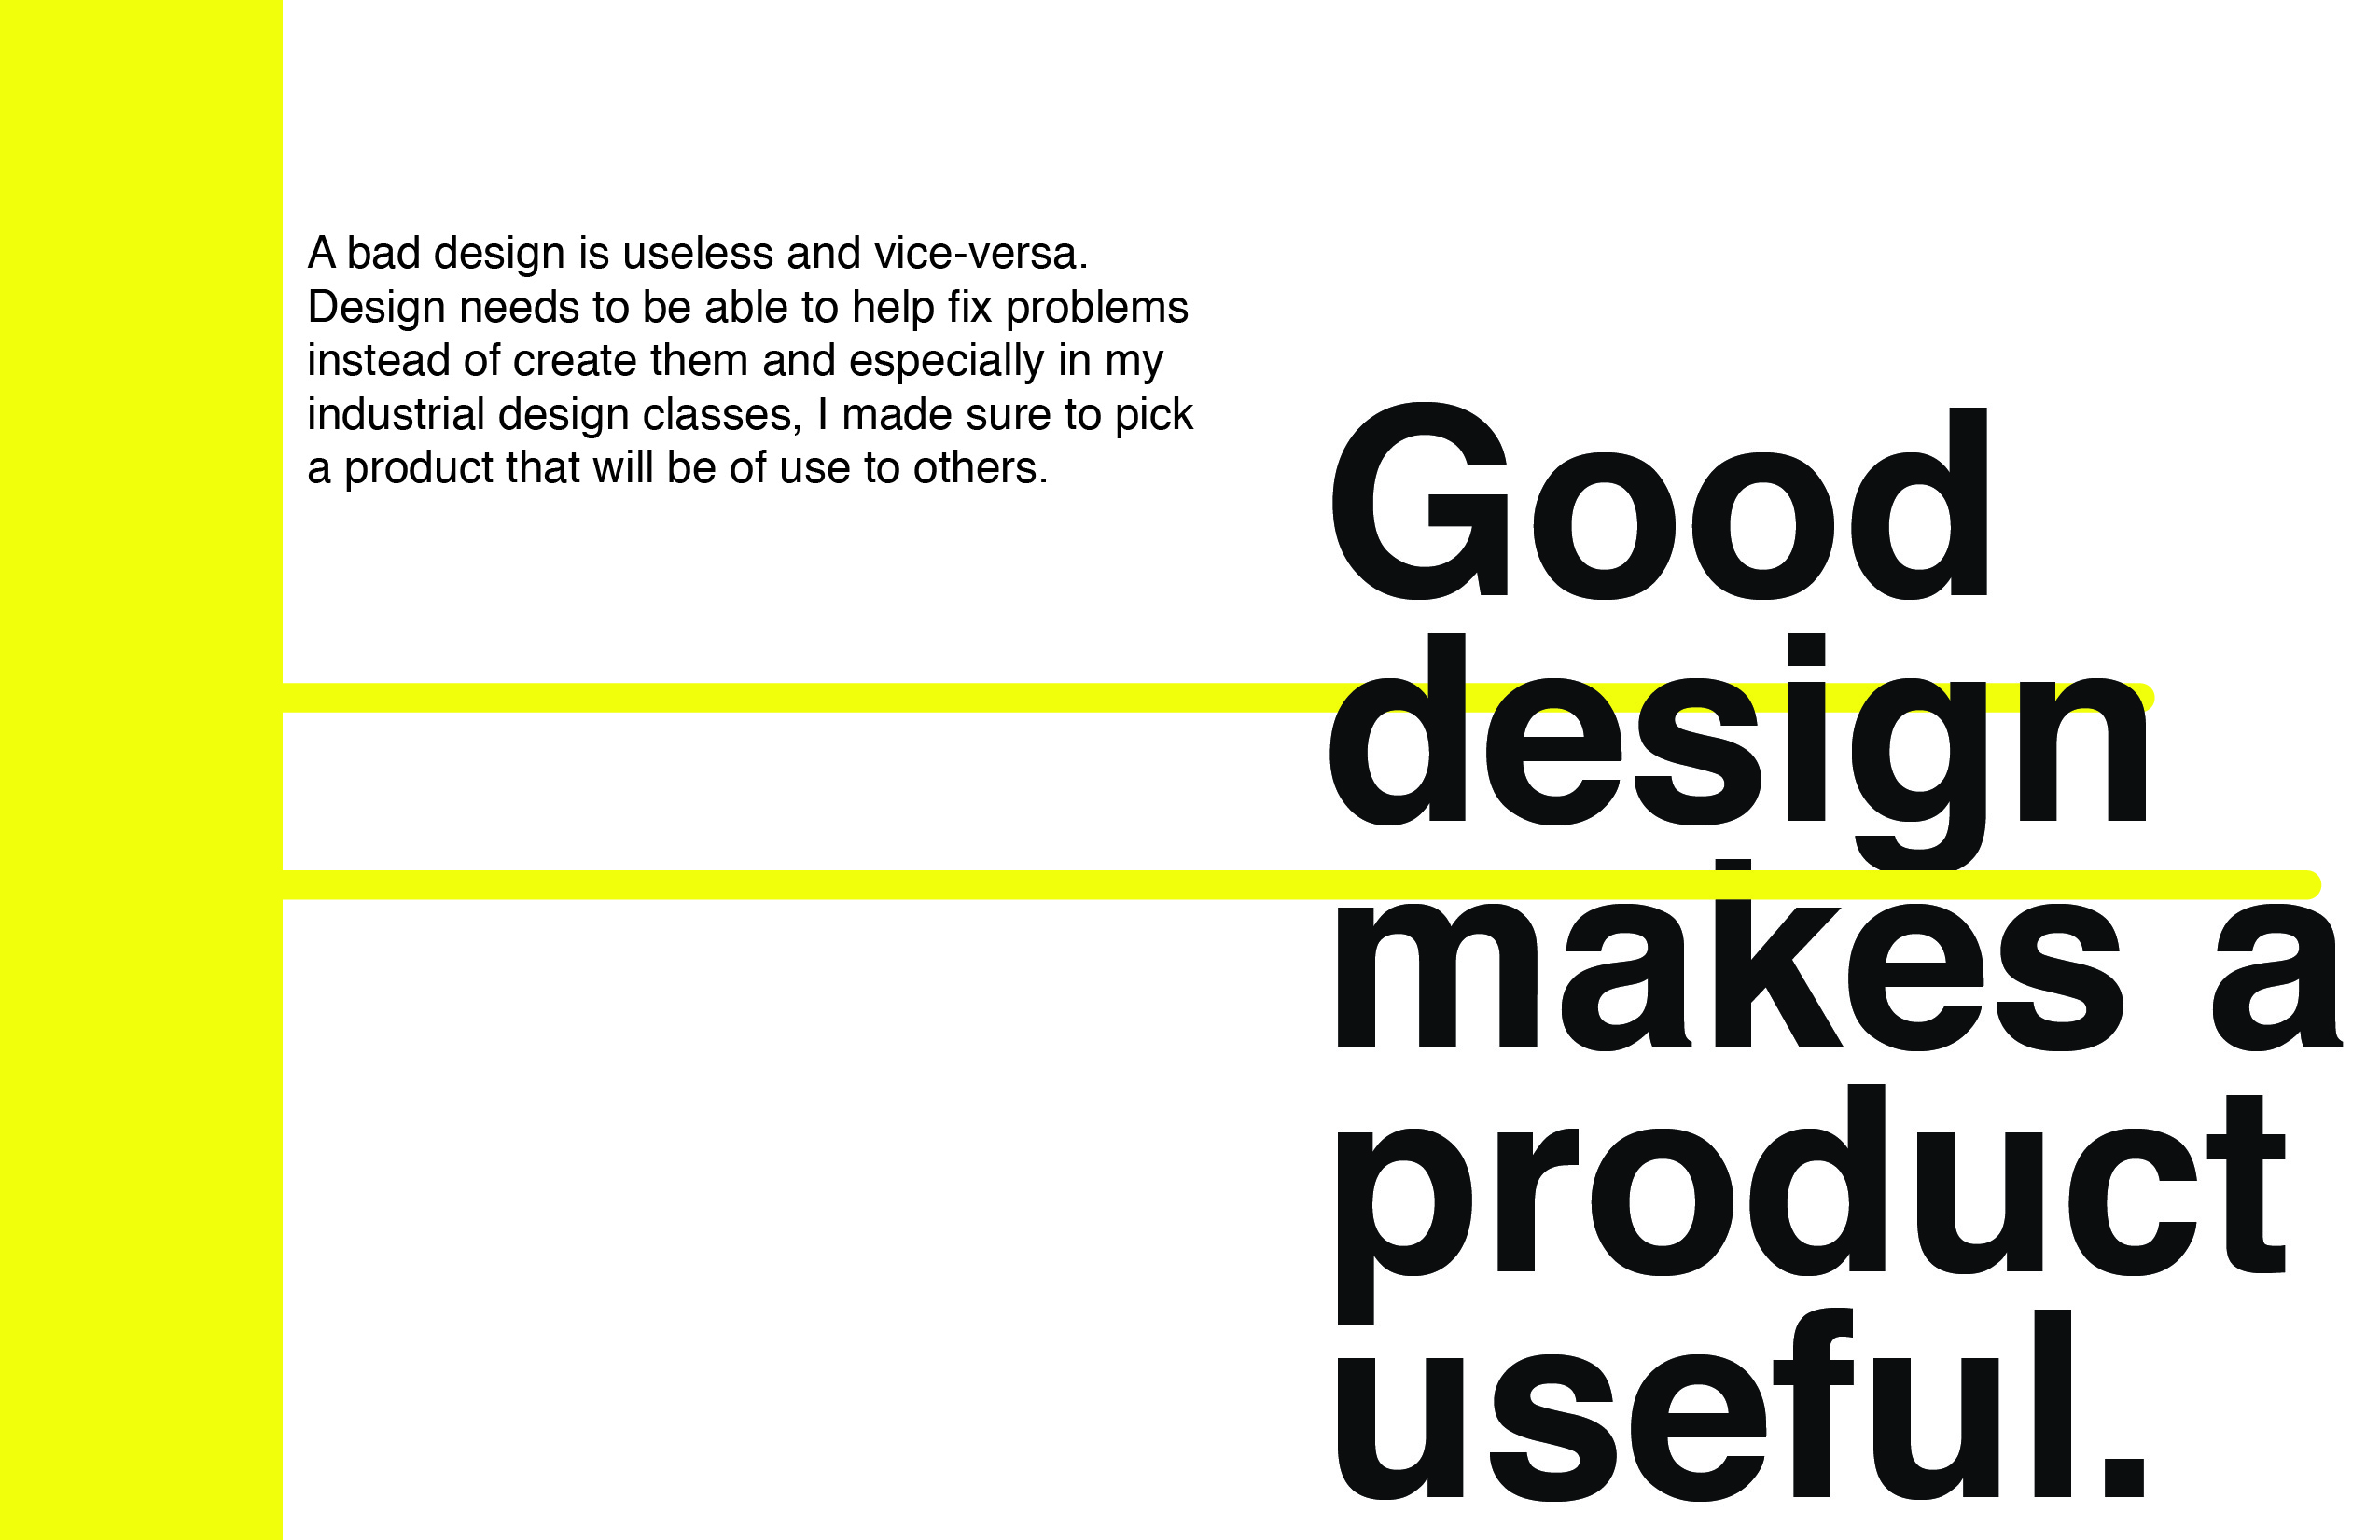 A bad design is useless and vice-versa.
Design needs to be able to help fix problems
instead of create them and especially in my
industrial design classes, I made sure to pick
a product that will be of use to others.
Good
design
makes a
product
useful.